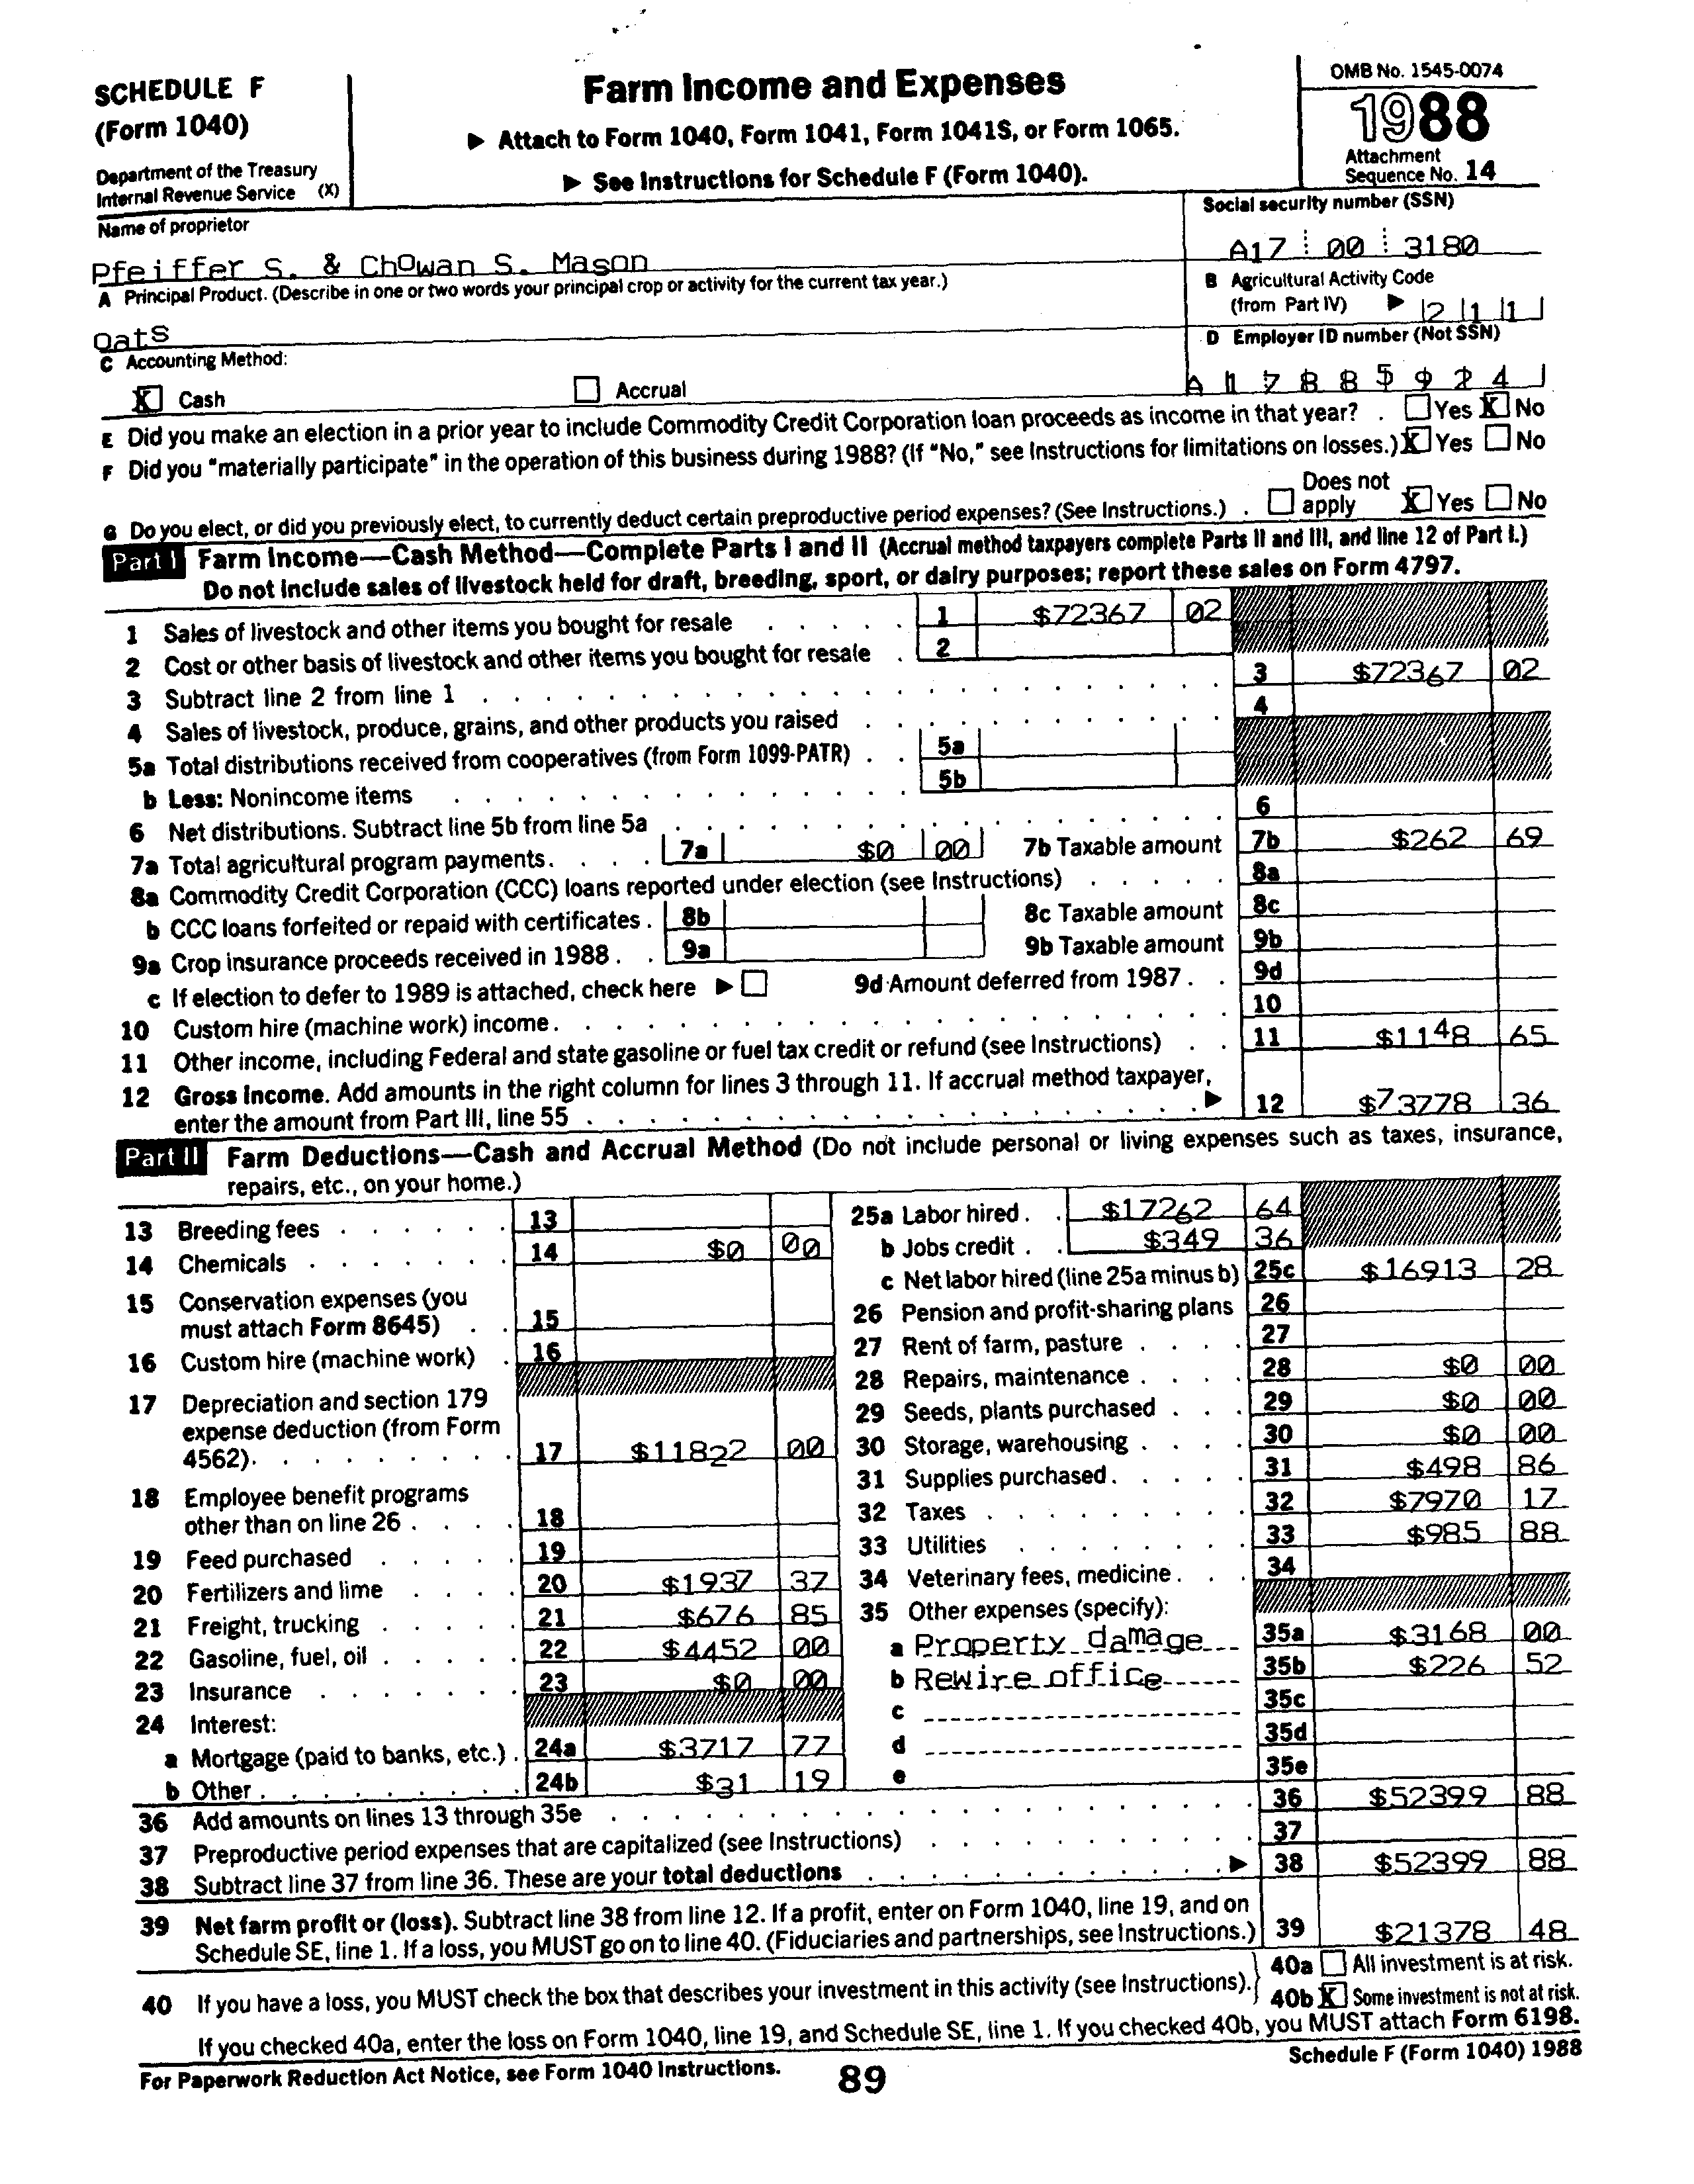 SCHEDULE F
(Form 1040)
Department of the Treasury
Internal Revenue Service (X)
Farm Income and Expenses
▶ Attach to Form 1040, Form 1041, Form 1041S, or Form 1065.
▶ See Instructions for Schedule F (Form 1040).
OMB No. 1545-0074
1988
Attachment
Sequence No. 14
Name of proprietor
Pfeiffer S. & Chowan S. Mason
Social security number (SSN)
A17 00 3180
A Principal Product. (Describe in one or two words your principal crop or activity for the current tax year.)
Oats
B Agricultural Activity Code
(from Part IV) ▶ 211
C Accounting Method:
X Cash Accrual
D Employer ID number (Not SSN)
A17885924
E Did you make an election in a prior year to include Commodity Credit Corporation loan proceeds as income in that year? . Yes X No
F Did you "materially participate" in the operation of this business during 1988? (If "No," see Instructions for limitations on losses.) X Yes No
G Do you elect, or did you previously elect, to currently deduct certain preproductive period expenses? (See Instructions.) . Does not apply X Yes No
Part I Farm Income—Cash Method—Complete Parts I and II (Accrual method taxpayers complete Parts II and III, and line 12 of Part I.)
Do not include sales of livestock held for draft, breeding, sport, or dairy purposes; report these sales on Form 4797.
1 Sales of livestock and other items you bought for resale 1 $72367 02
2 Cost or other basis of livestock and other items you bought for resale 2
3 Subtract line 2 from line 1 3 $72367 02
4 Sales of livestock, produce, grains, and other products you raised 4
5a Total distributions received from cooperatives (from Form 1099-PATR) 5a
b Less: Nonincome items 5b
6 Net distributions. Subtract line 5b from line 5a 6
7a Total agricultural program payments. 7a $0 00 7b Taxable amount 7b $262 69
8a Commodity Credit Corporation (CCC) loans reported under election (see Instructions) 8a
b CCC loans forfeited or repaid with certificates . 8b 8c Taxable amount 8c
9a Crop insurance proceeds received in 1988 . 9a 9b Taxable amount 9b
c If election to defer to 1989 is attached, check here ▶ 9d Amount deferred from 1987 . 9d
10 Custom hire (machine work) income. 10
11 Other income, including Federal and state gasoline or fuel tax credit or refund (see Instructions) 11 $1148 65
12 Gross Income. Add amounts in the right column for lines 3 through 11. If accrual method taxpayer,
enter the amount from Part III, line 55 ▶ 12 $73778 36
Part II Farm Deductions—Cash and Accrual Method (Do not include personal or living expenses such as taxes, insurance,
repairs, etc., on your home.)
13 Breeding fees 13
14 Chemicals 14 $0 00
15 Conservation expenses (you
must attach Form 8645) 15
16 Custom hire (machine work) 16
17 Depreciation and section 179
expense deduction (from Form
4562). 17 $11822 00
18 Employee benefit programs
other than on line 26 . 18
19 Feed purchased 19
20 Fertilizers and lime 20 $1937 37
21 Freight, trucking 21 $676 85
22 Gasoline, fuel, oil 22 $4452 00
23 Insurance 23 $0 00
24 Interest:
a Mortgage (paid to banks, etc.) . 24a $3717 77
b Other . 24b $31 19
25a Labor hired . $17262 64
b Jobs credit . $349 36
c Net labor hired (line 25a minus b) 25c $16913 28
26 Pension and profit-sharing plans 26
27 Rent of farm, pasture 27
28 Repairs, maintenance 28 $0 00
29 Seeds, plants purchased 29 $0 00
30 Storage, warehousing 30 $0 00
31 Supplies purchased. 31 $498 86
32 Taxes 32 $7970 17
33 Utilities 33 $985 88
34 Veterinary fees, medicine . 34
35 Other expenses (specify):
a Property damage 35a $3168 00
b Rewire office 35b $226 52
c 35c
d 35d
e 35e
36 Add amounts on lines 13 through 35e 36 $52399 88
37 Preproductive period expenses that are capitalized (see Instructions) 37
38 Subtract line 37 from line 36. These are your total deductions ▶ 38 $52399 88
39 Net farm profit or (loss). Subtract line 38 from line 12. If a profit, enter on Form 1040, line 19, and on
Schedule SE, line 1. If a loss, you MUST go on to line 40. (Fiduciaries and partnerships, see Instructions.) 39 $21378 48
40 If you have a loss, you MUST check the box that describes your investment in this activity (see Instructions).
40a All investment is at risk.
40b X Some investment is not at risk.
If you checked 40a, enter the loss on Form 1040, line 19, and Schedule SE, line 1. If you checked 40b, you MUST attach Form 6198.
For Paperwork Reduction Act Notice, see Form 1040 Instructions.
89
Schedule F (Form 1040) 1988